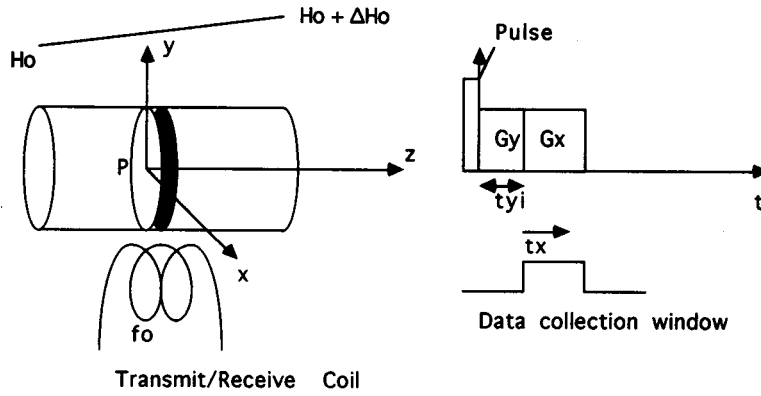 Ho + ΔHo
Ho
y
P
z
x
fo
Transmit/Receive Coil
Pulse
Gy
Gx
t
tyi
tx
Data collection window